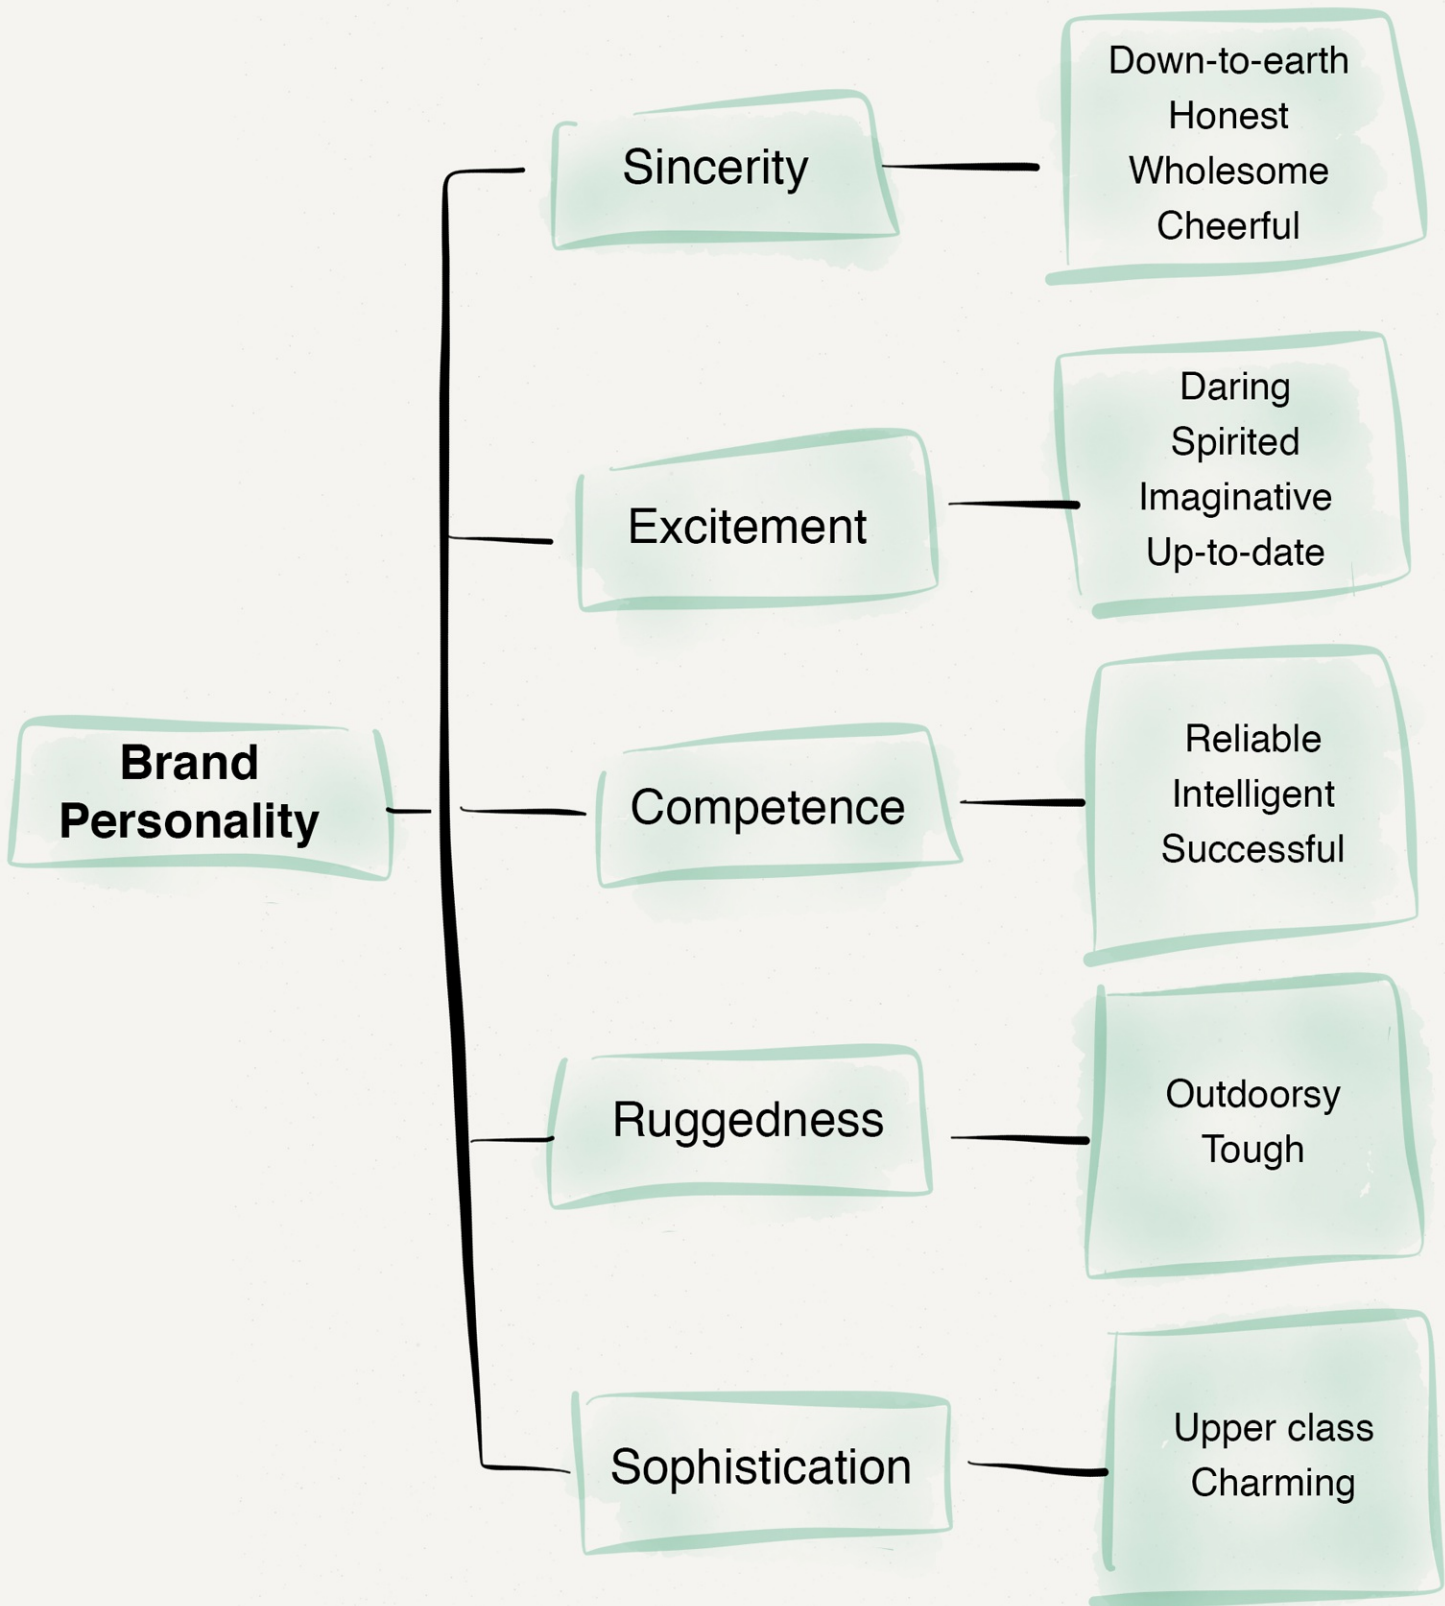 Brand
Personality
Sincerity
Down-to-earth
Honest
Wholesome
Cheerful
Excitement
Daring
Spirited
Imaginative
Up-to-date
Competence
Reliable
Intelligent
Successful
Ruggedness
Outdoorsy
Tough
Sophistication
Upper class
Charming